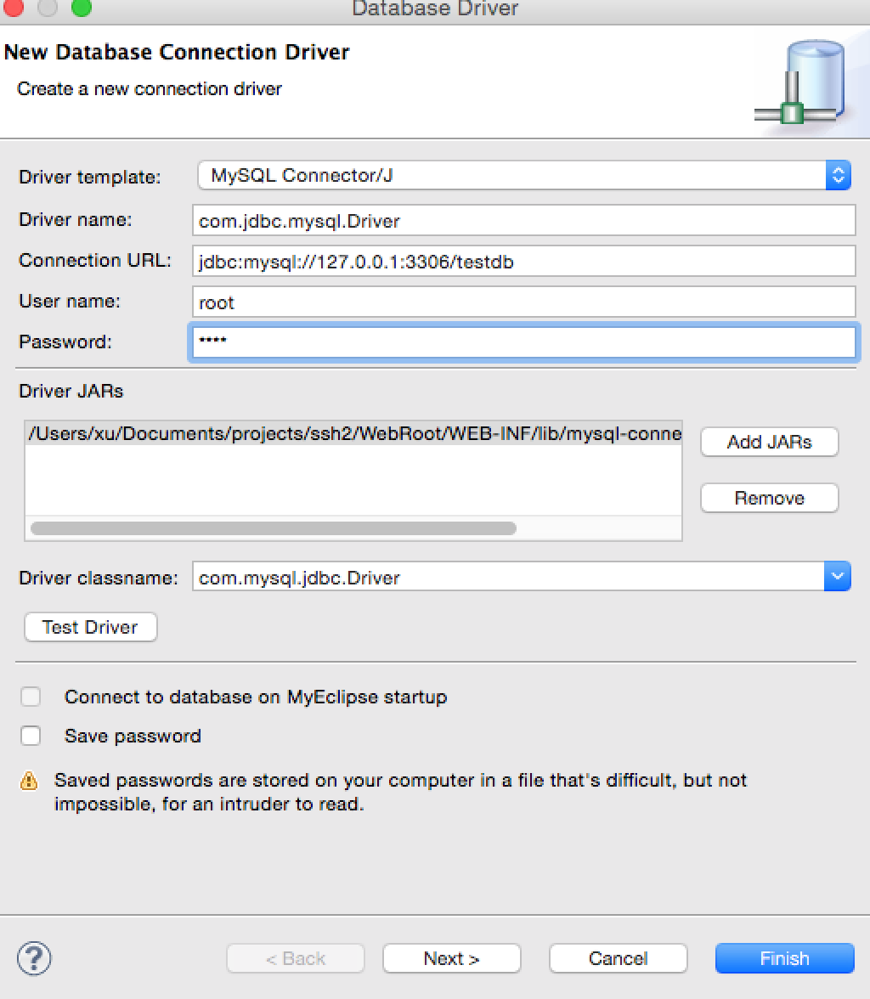 Database Driver
New Database Connection Driver
Create a new connection driver
Driver template: MySQL Connector/J
Driver name: com.jdbc.mysql.Driver
Connection URL: jdbc:mysql://127.0.0.1:3306/testdb
User name: root
Password: ****
Driver JARs
/Users/xu/Documents/projects/ssh2/WebRoot/WEB-INF/lib/mysql-conne
Add JARs
Remove
Driver classname: com.mysql.jdbc.Driver
Test Driver
Connect to database on MyEclipse startup
Save password
Saved passwords are stored on your computer in a file that's difficult, but not
impossible, for an intruder to read.
? < Back Next > Cancel Finish